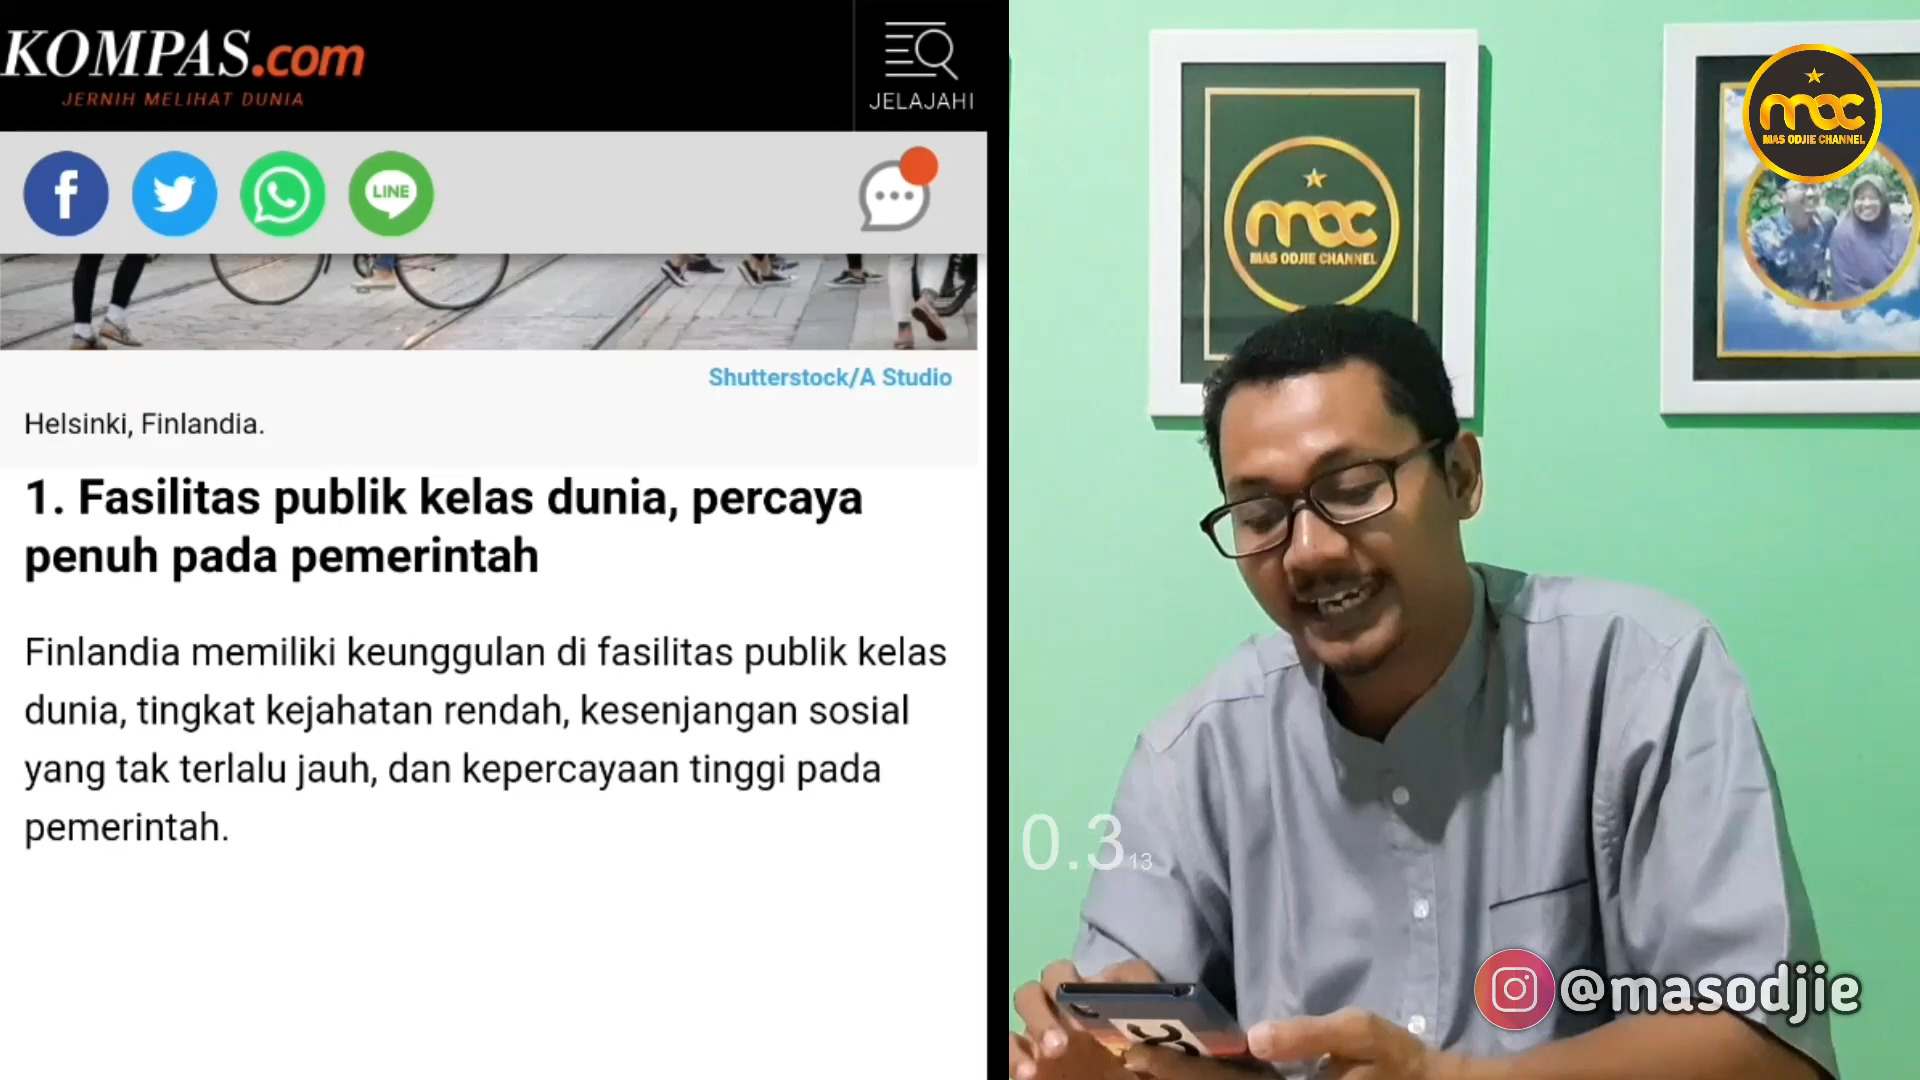 KOMPAS.com
JERNIH MELIHAT DUNIA
JELAJAHI
LINE
Shutterstock/A Studio
Helsinki, Finlandia.
1. Fasilitas publik kelas dunia, percaya
penuh pada pemerintah
Finlandia memiliki keunggulan di fasilitas publik kelas
dunia, tingkat kejahatan rendah, kesenjangan sosial
yang tak terlalu jauh, dan kepercayaan tinggi pada
pemerintah.
moc
MAS ODJIE CHANNEL
moc
MAS ODJIE CHANNEL
0.3 13
@masodjie